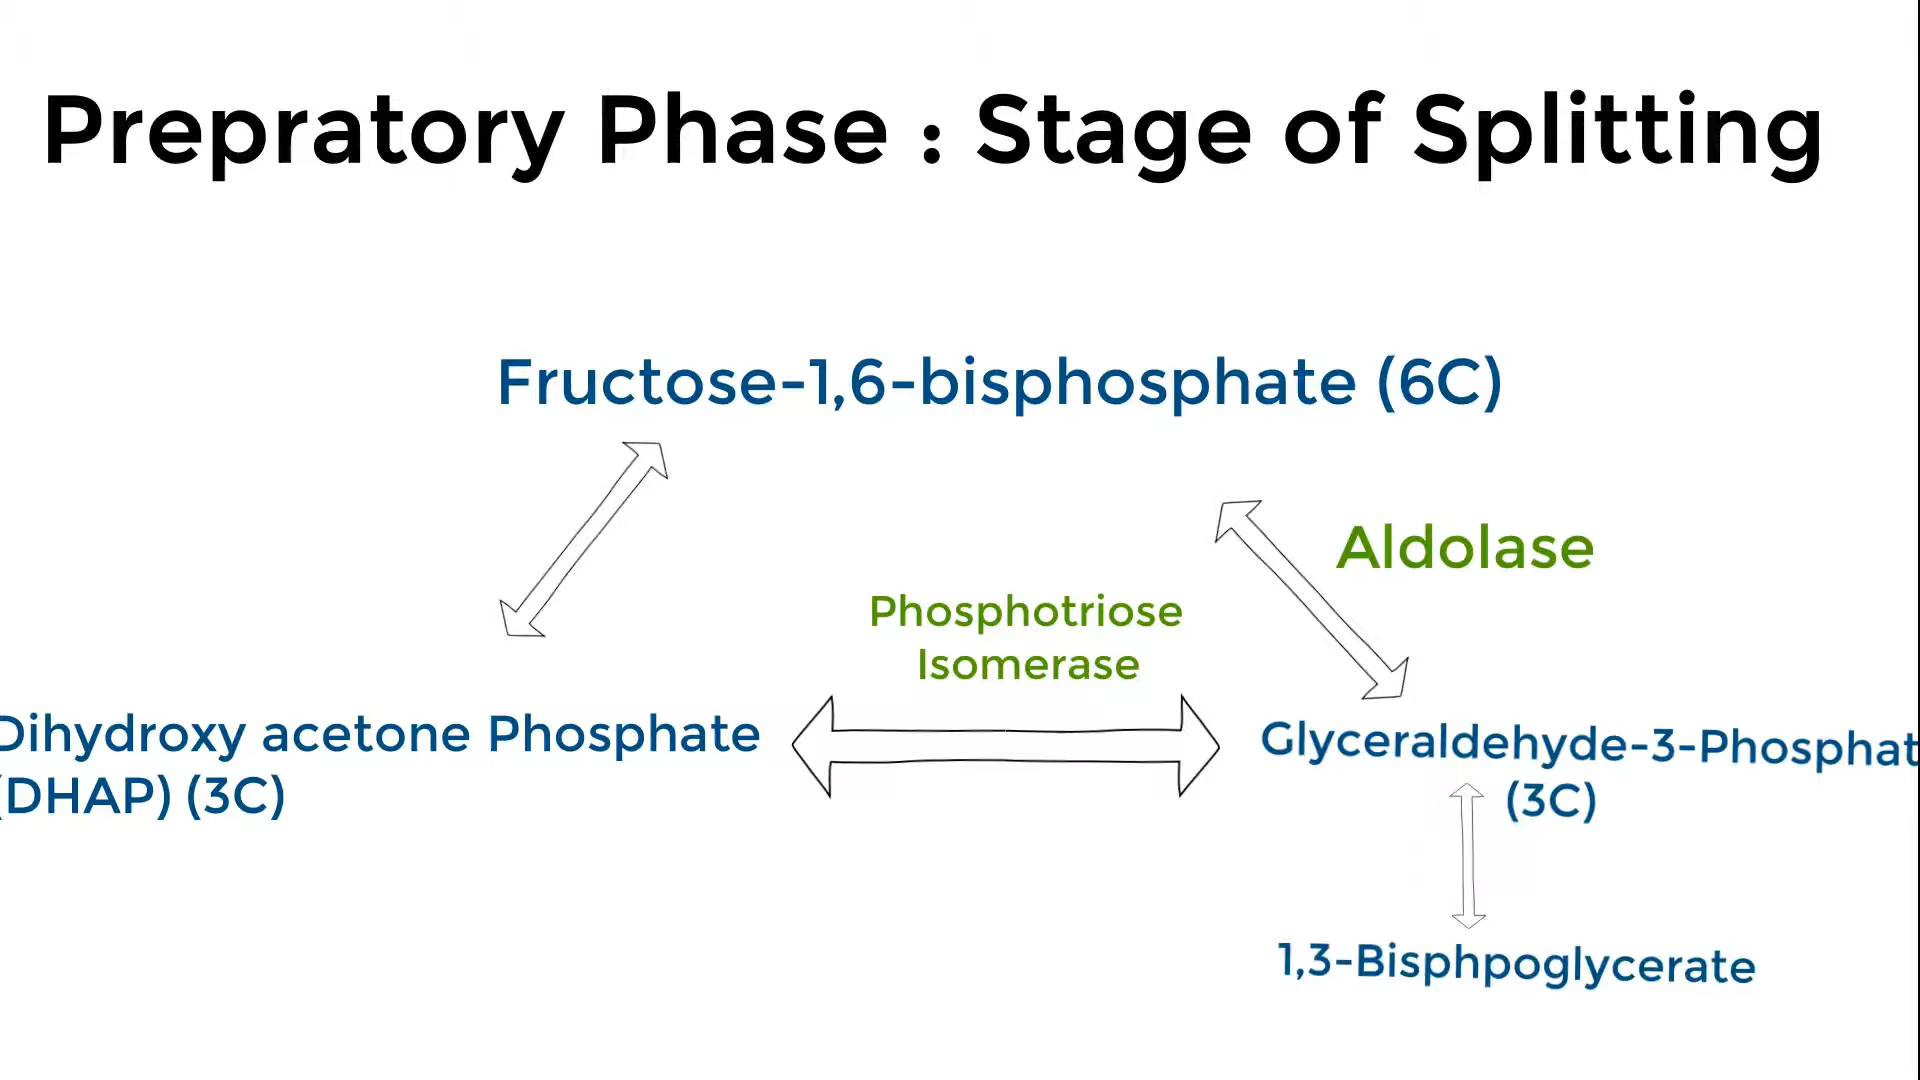 Prepratory Phase : Stage of Splitting
Fructose-1,6-bisphosphate (6C)
Aldolase
Phosphotriose
Isomerase
Dihydroxy acetone Phosphate
(DHAP) (3C)
Glyceraldehyde-3-Phosphat
(3C)
1,3-Bisphpoglycerate